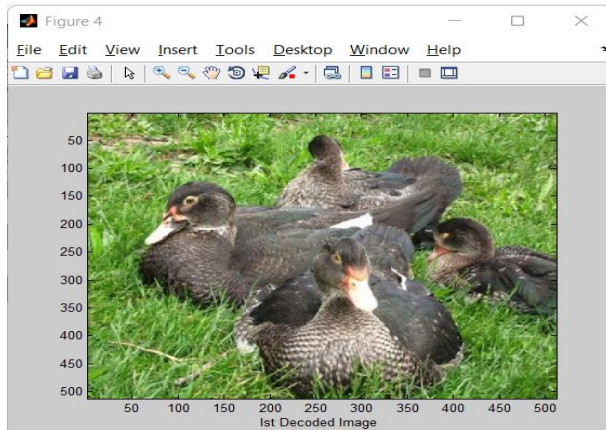 Figure 4
File Edit View Insert Tools Desktop Window Help
50
100
150
200
250
300
350
400
450
500
50 100 150 200 250 300 350 400 450 500
Ist Decoded Image